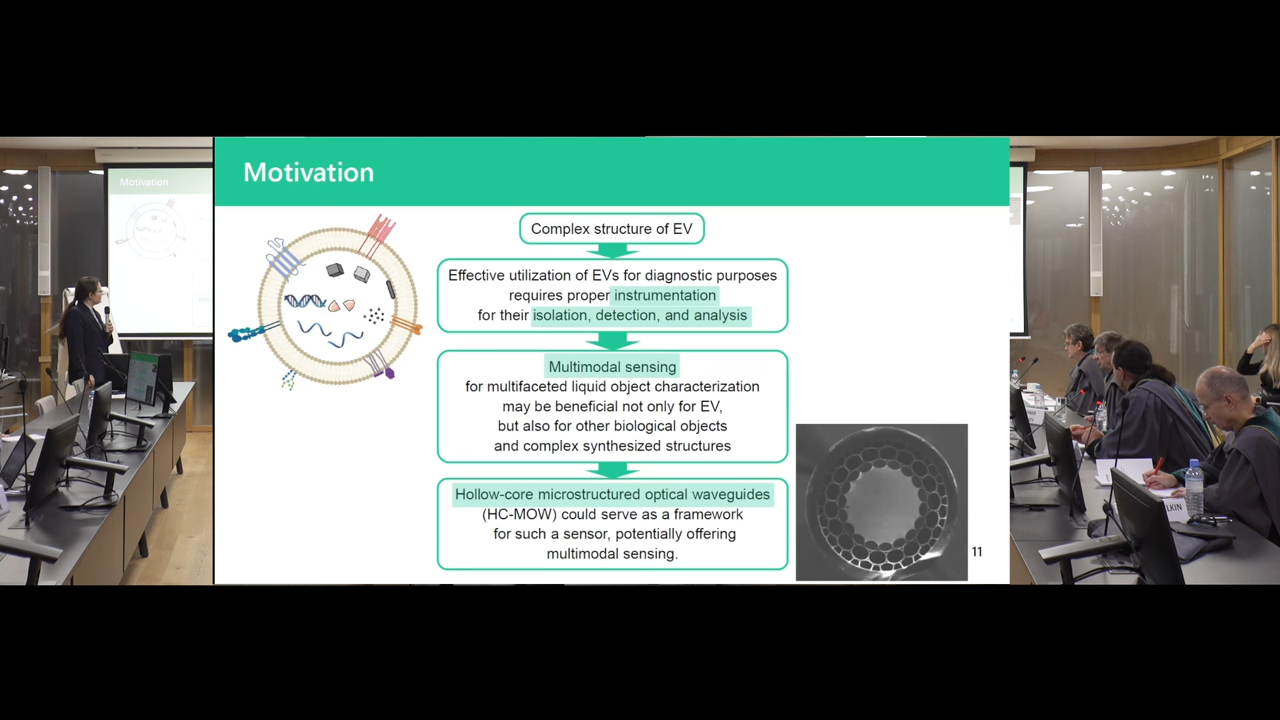 Motivation
Motivation
Complex structure of EV
Effective utilization of EVs for diagnostic purposes
requires proper instrumentation
for their isolation, detection, and analysis
Multimodal sensing
for multifaceted liquid object characterization
may be beneficial not only for EV,
but also for other biological objects
and complex synthesized structures
Hollow-core microstructured optical waveguides
(HC-MOW) could serve as a framework
for such a sensor, potentially offering
multimodal sensing.
11
LKIN